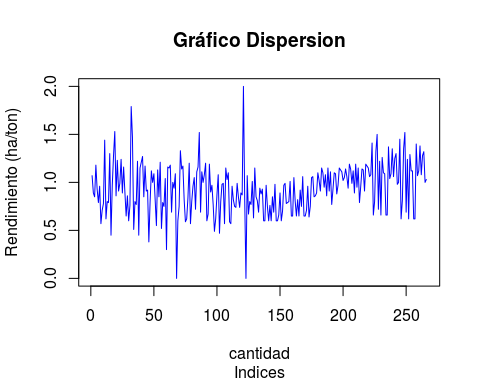 Gráfico Dispersion
Rendimiento (ha/ton)
2.0
1.5
1.0
0.5
0.0
0 50 100 150 200 250
cantidad
Indices